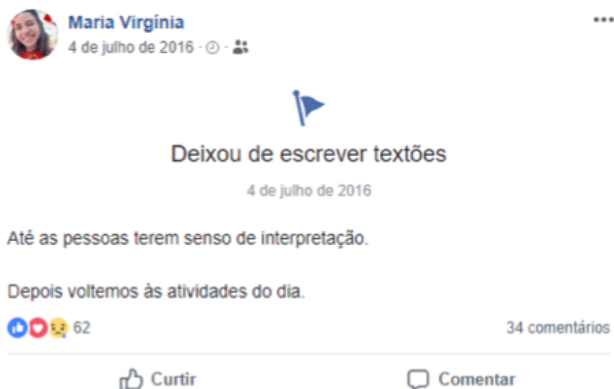 Maria Virgínia
4 de julho de 2016
Deixou de escrever textões
4 de julho de 2016
Até as pessoas terem senso de interpretação.
Depois voltemos às atividades do dia.
62 34 comentários
Curtir Comentar